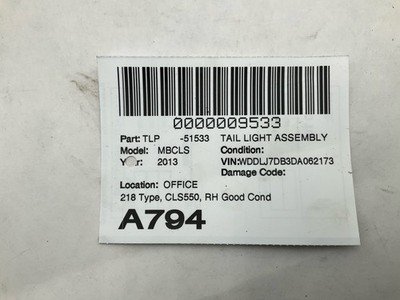 0000009533
Part: TLP -51533 TAIL LIGHT ASSEMBLY
Model: MBCLS Condition:
Year: 2013 VIN:WDDLJ7DB3DA062173
Damage Code:
Location: OFFICE
218 Type, CLS550, RH Good Cond
A794